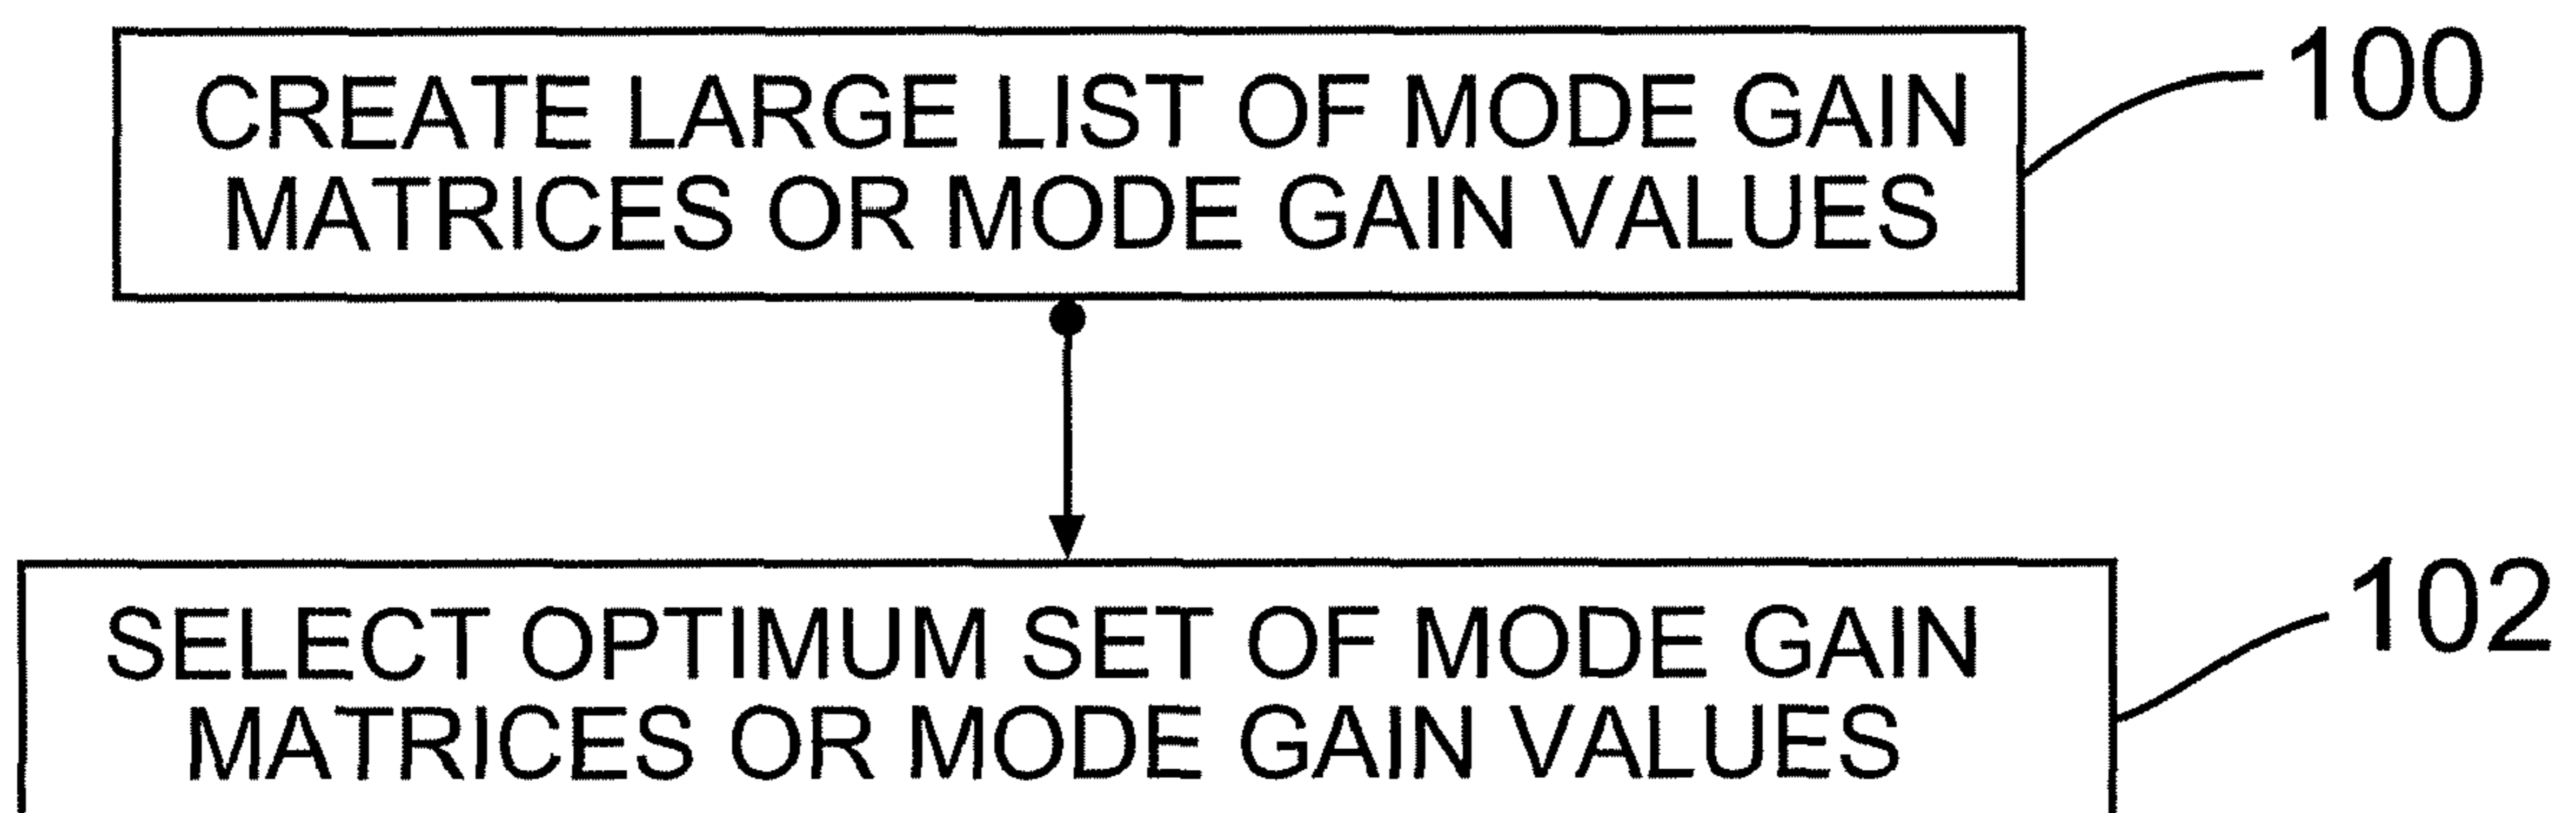 CREATE LARGE LIST OF MODE GAIN
MATRICES OR MODE GAIN VALUES
100
SELECT OPTIMUM SET OF MODE GAIN
MATRICES OR MODE GAIN VALUES
102